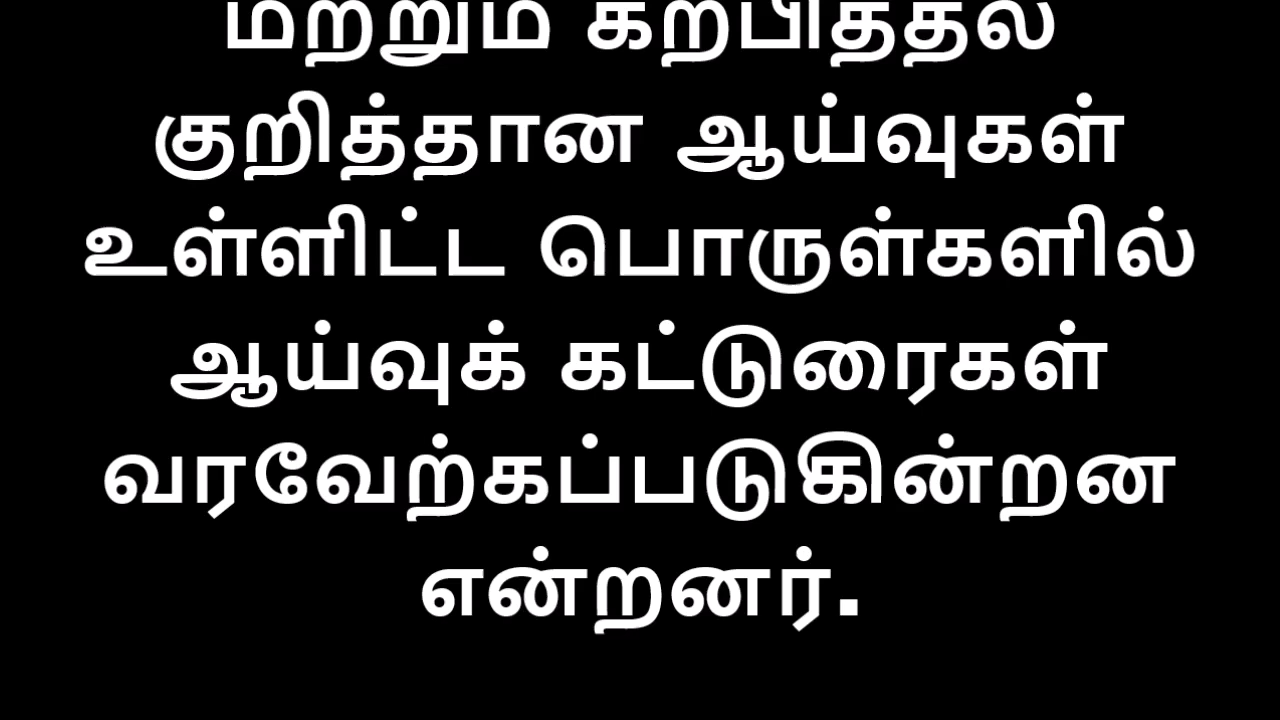 மற்றும் கற்பித்தல்
குறித்தான ஆய்வுகள்
உள்ளிட்ட பொருள்களில்
ஆய்வுக் கட்டுரைகள்
வரவேற்கப்படுகின்றன
என்றனர்.